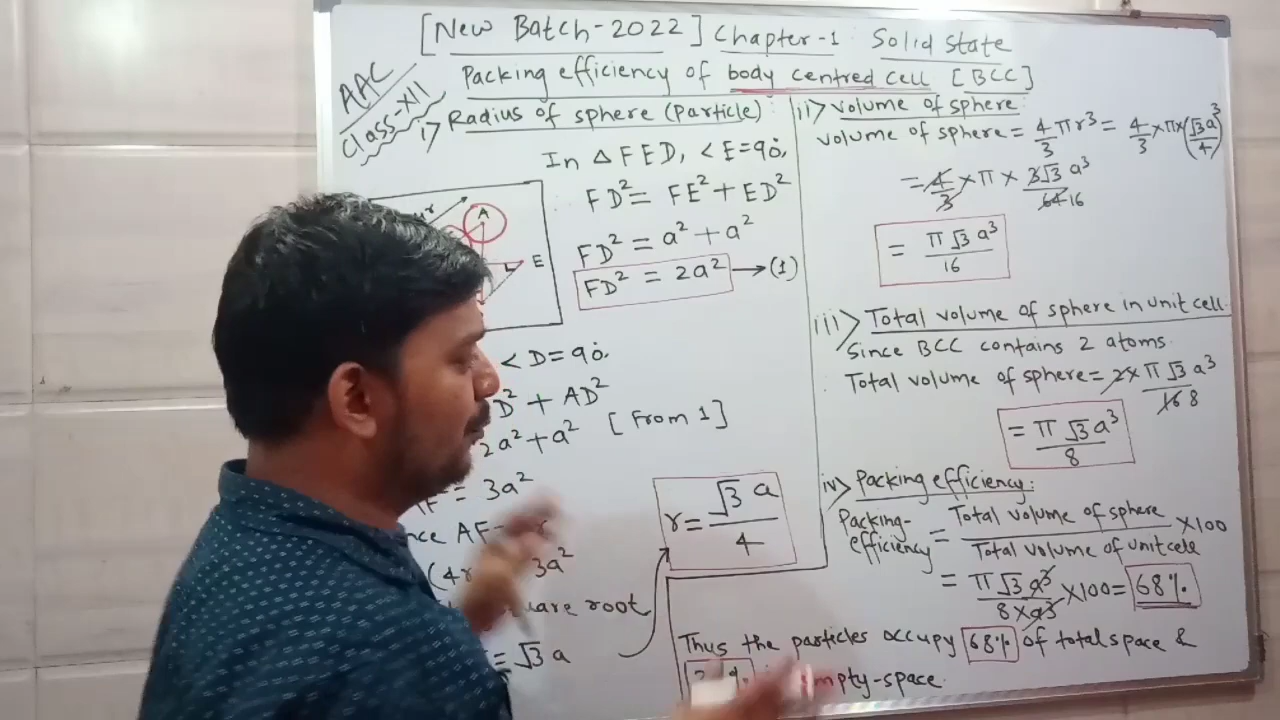 [New Batch-2022] Chapter-1 Solid State
AAC
Class-XII
Packing efficiency of body centred cell [BCC]
i) Radius of sphere (Particle)
In △FED, <E=90°,
FD² = FE² + ED²
FD² = a² + a²
FD² = 2a² → (1)
A
E
<D=90°,
D² + AD²
2a² + a² [From 1]
AF² = 3a²
AF
(4r 3a²
square root
= √3 a
r = √3 a / 4
ii) Volume of sphere:
Volume of sphere = 4/3 πr³ = 4/3 × π × (√3 a/4)³
= 4/3 × π × 3√3 a³/64 16
= π √3 a³ / 16
iii) Total volume of sphere in unit cell
Since BCC contains 2 atoms.
Total volume of sphere = 2 × π √3 a³ / 16 8
= π √3 a³ / 8
iv) Packing efficiency:
Packing-efficiency = Total volume of sphere / Total volume of unit cell × 100
= π √3 a³ / 8 × a³ × 100 = 68%
Thus the particles occupy 68% of total space &
empty-space.